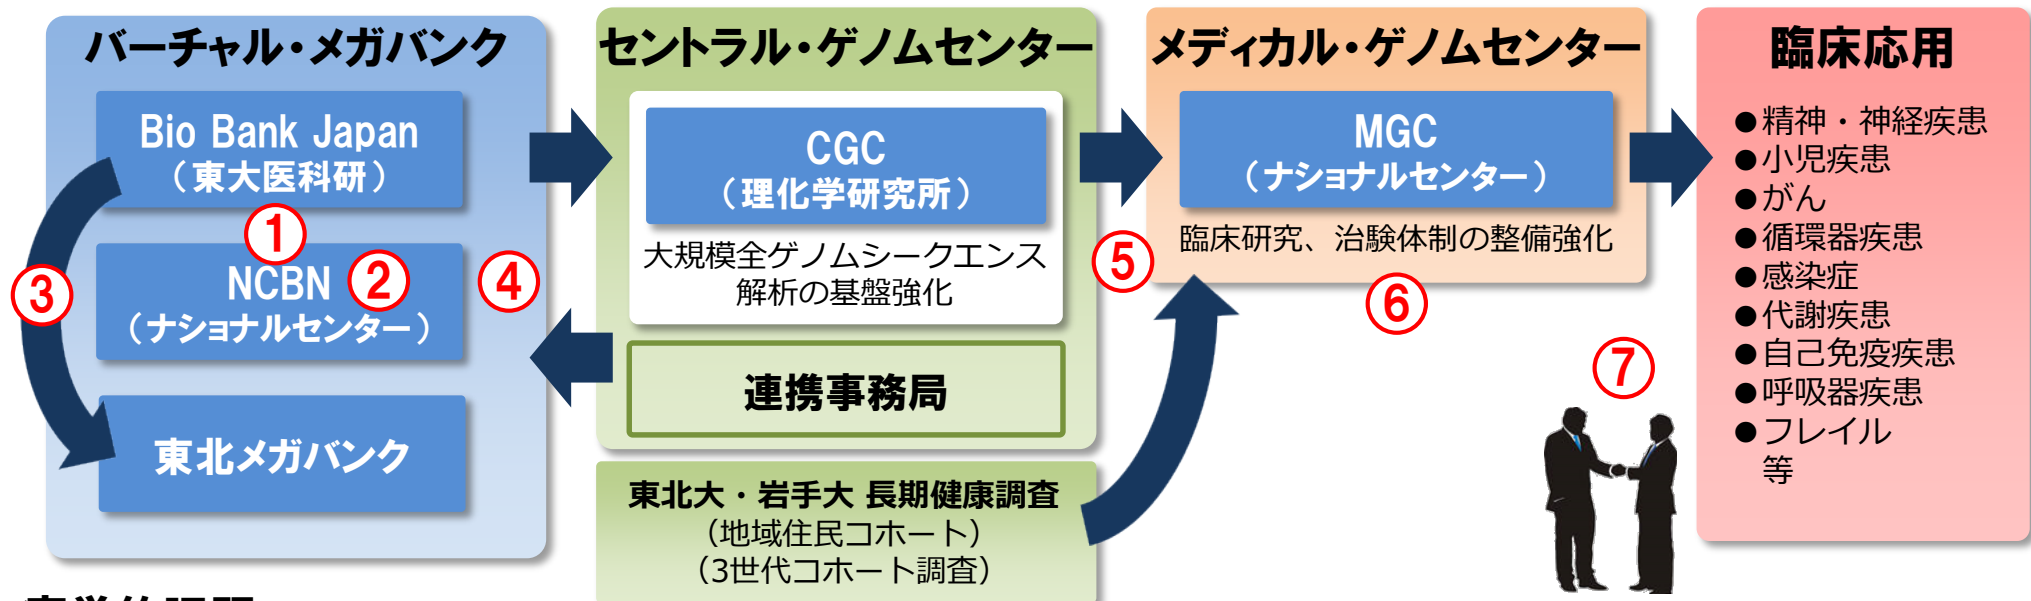 バーチャル・メガバンク
Bio Bank Japan
（東大医科研）
①
NCBN
②
③
④
（ナショナルセンター）
東北メガバンク
セントラル・ゲノムセンター
CGC
（理化学研究所）
大規模全ゲノムシークエンス
解析の基盤強化
連携事務局
東北大・岩手大 長期健康調査
（地域住民コホート）
（3世代コホート調査）
⑤
メディカル・ゲノムセンター
MGC
（ナショナルセンター）
臨床研究、治験体制の整備強化
⑥
⑦
臨床応用
●精神・神経疾患
●小児疾患
●がん
●循環器疾患
●感染症
●代謝疾患
●自己免疫疾患
●呼吸器疾患
●フレイル
等